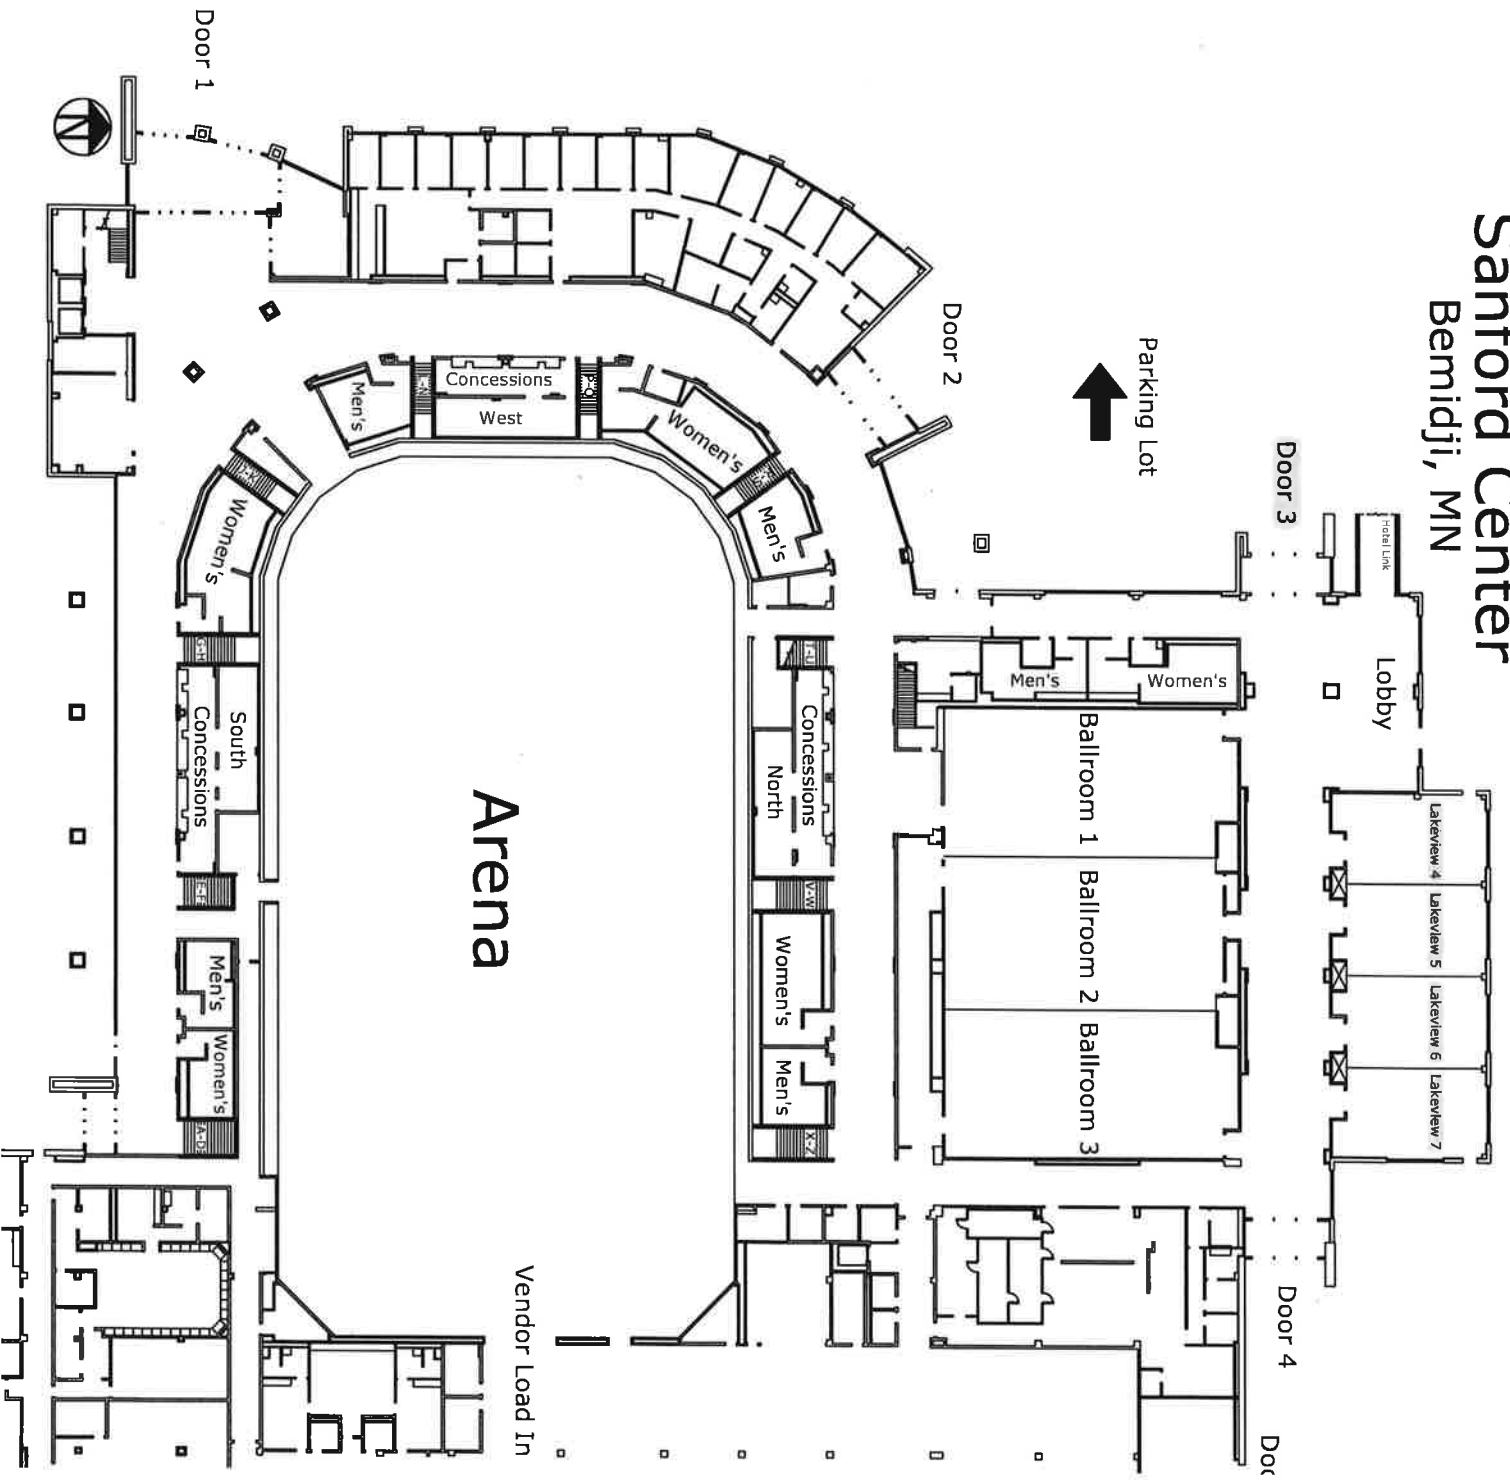 Sanford Center
Bemidji, MN
Door 1
Door 2
Parking Lot
Door 3
Hotel Link
Lobby
Lakeview 4
Lakeview 5
Lakeview 6
Lakeview 7
Ballroom 1
Ballroom 2
Ballroom 3
Men's
Women's
Door 4
N
Concessions
West
Men's
Women's
Men's
T-U
Concessions
North
V-W
Women's
Men's
X-Z
Women's
G-H
South
Concessions
Men's
Women's
Arena
Vendor Load In